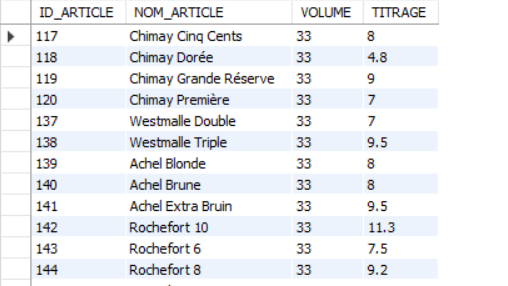 ID_ARTICLE NOM_ARTICLE VOLUME TITRAGE
117 Chimay Cinq Cents 33 8
118 Chimay Dorée 33 4.8
119 Chimay Grande Réserve 33 9
120 Chimay Première 33 7
137 Westmalle Double 33 7
138 Westmalle Triple 33 9.5
139 Achel Blonde 33 8
140 Achel Brune 33 8
141 Achel Extra Bruin 33 9.5
142 Rochefort 10 33 11.3
143 Rochefort 6 33 7.5
144 Rochefort 8 33 9.2